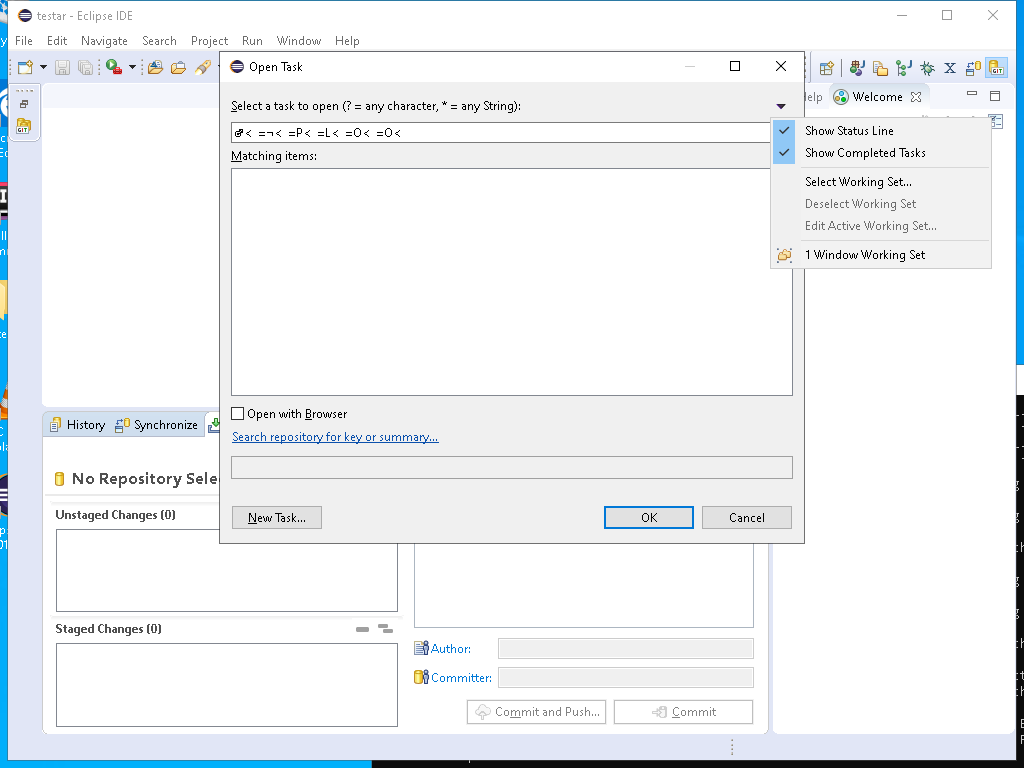 testar - Eclipse IDE
File Edit Navigate Search Project Run Window Help
Open Task
Select a task to open (? = any character, * = any String):
Matching items:
elp Welcome
Show Status Line
Show Completed Tasks
Select Working Set...
Deselect Working Set
Edit Active Working Set...
1 Window Working Set
Open with Browser
Search repository for key or summary...
New Task... OK Cancel
History Synchronize
No Repository Sele
Unstaged Changes (0)
Staged Changes (0)
Author:
Committer:
Commit and Push... Commit